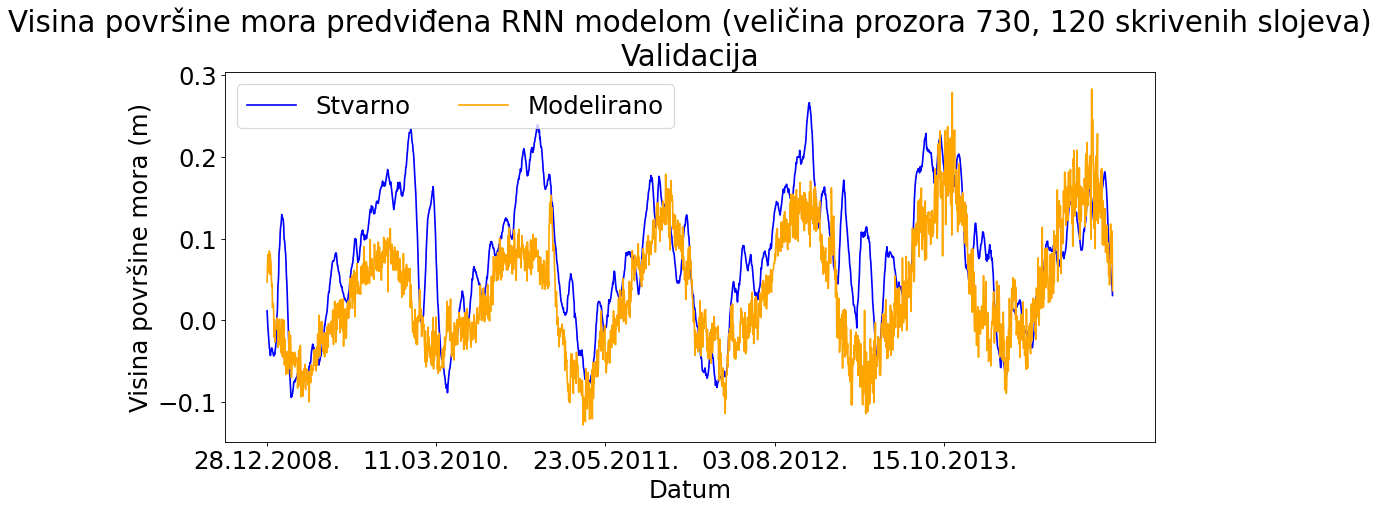 Visina površine mora predviđena RNN modelom (veličina prozora 730, 120 skrivenih slojeva)
Validacija
Stvarno Modelirano
Visina površine mora (m)
0.3
0.2
0.1
0.0
−0.1
28.12.2008. 11.03.2010. 23.05.2011. 03.08.2012. 15.10.2013.
Datum